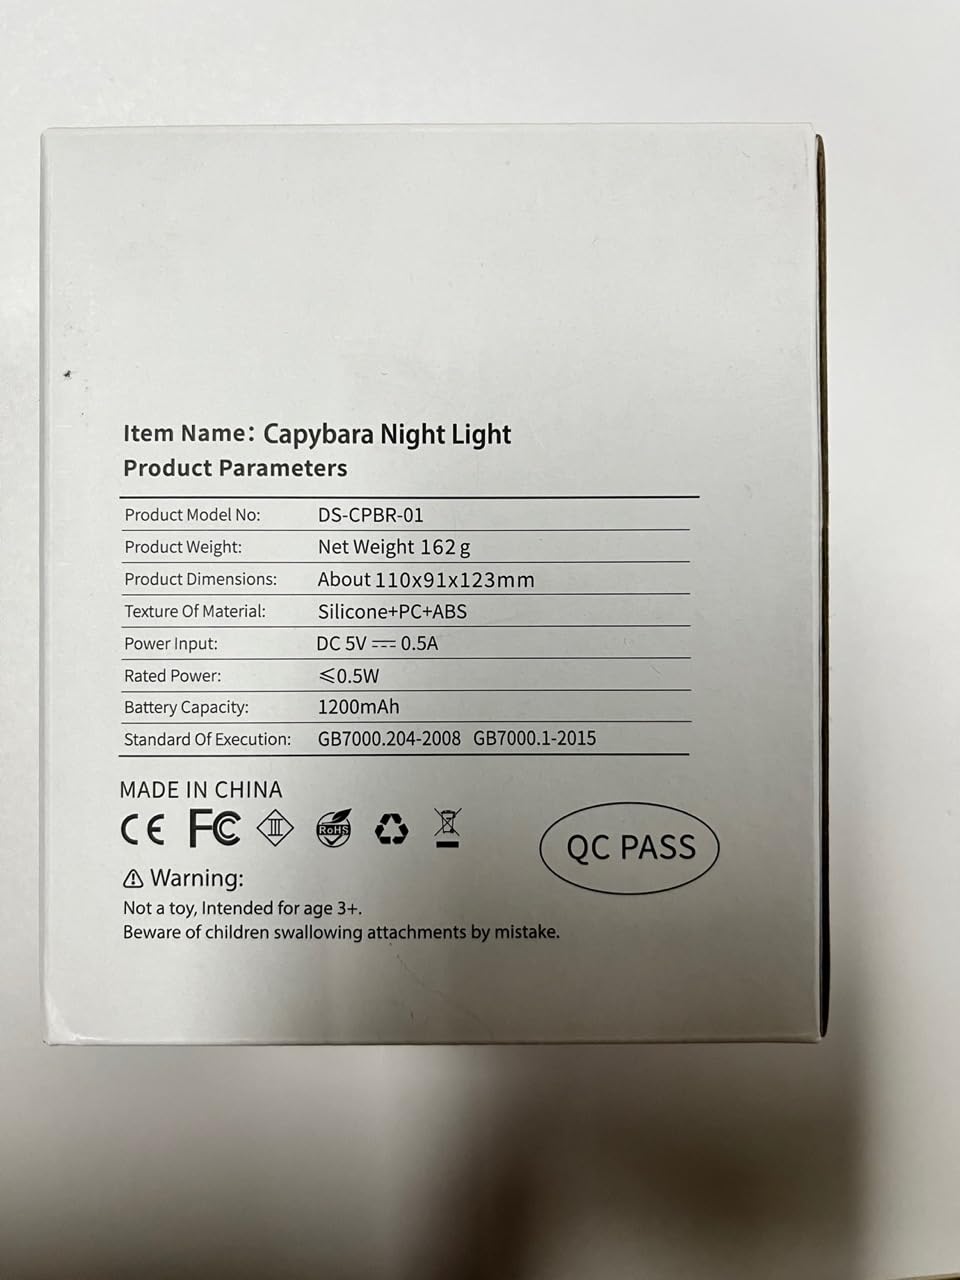 Item Name: Capybara Night Light
Product Parameters
Product Model No: DS-CPBR-01
Product Weight: Net Weight 162 g
Product Dimensions: About 110x91x123mm
Texture Of Material: Silicone+PC+ABS
Power Input: DC 5V ⎓ 0.5A
Rated Power: ⩽0.5W
Battery Capacity: 1200mAh
Standard Of Execution: GB7000.204-2008 GB7000.1-2015
MADE IN CHINA
CE FC III RoHS
QC PASS
⚠ Warning:
Not a toy, Intended for age 3+.
Beware of children swallowing attachments by mistake.